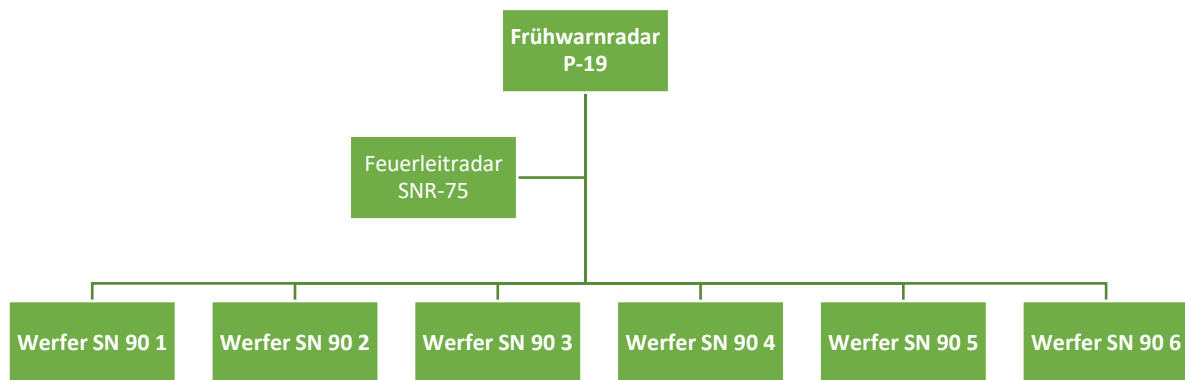 Frühwarnradar
P-19
Feuerleitradar
SNR-75
Werfer SN 90 1
Werfer SN 90 2
Werfer SN 90 3
Werfer SN 90 4
Werfer SN 90 5
Werfer SN 90 6